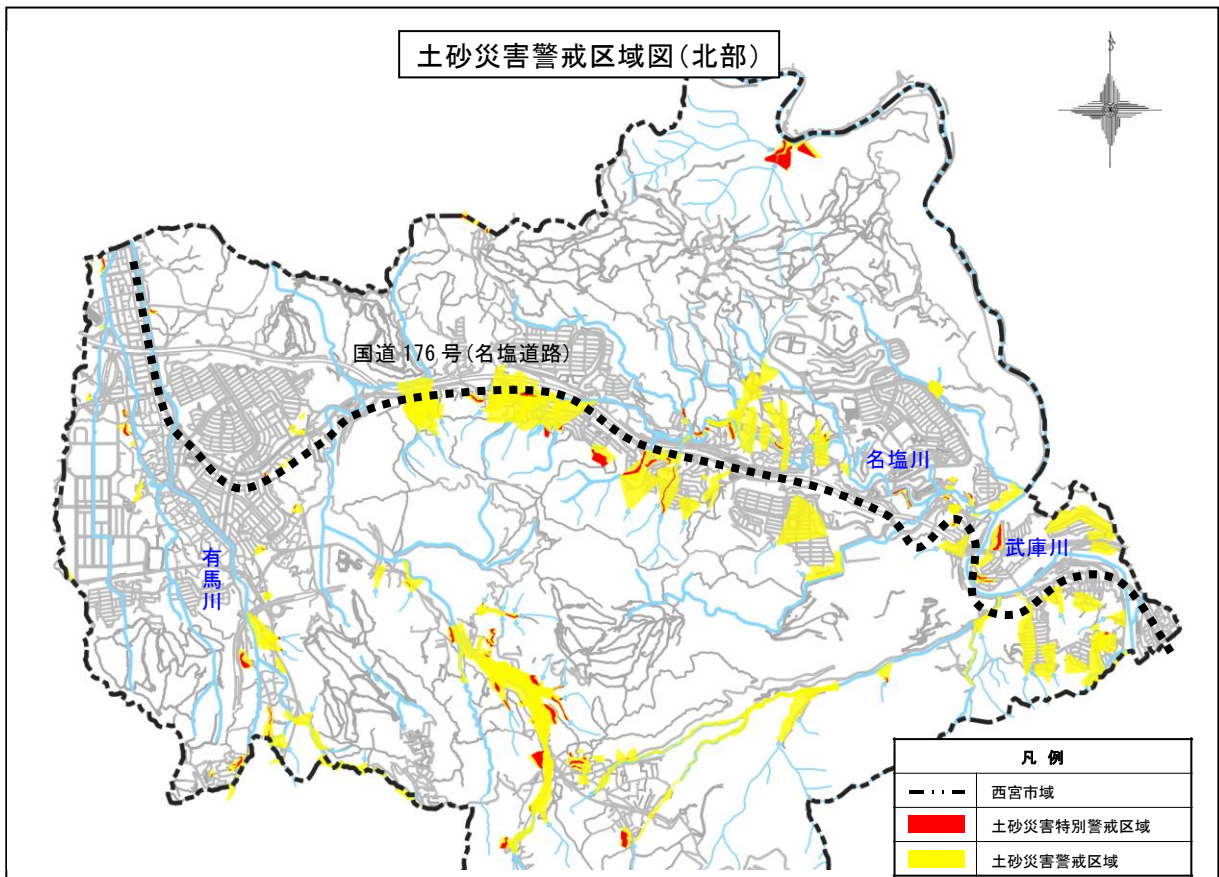 土砂災害警戒区域図(北部)
国道176号(名塩道路)
名塩川
武庫川
有馬川
凡 例
西宮市域
土砂災害特別警戒区域
土砂災害警戒区域